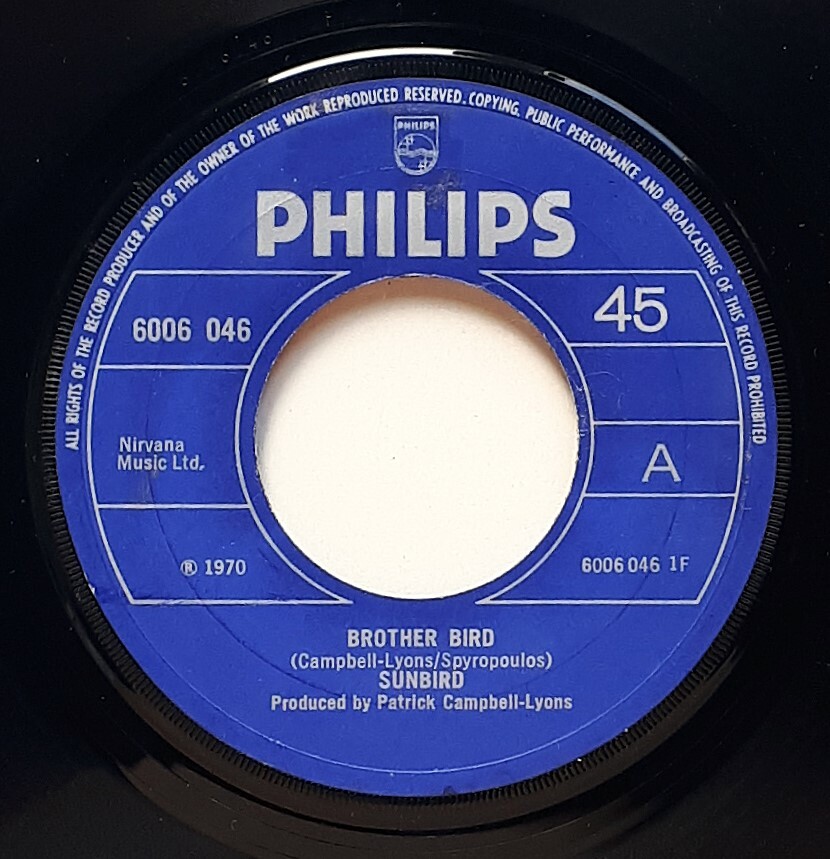 ALL RIGHTS OF THE RECORD PRODUCER AND OF THE OWNER OF THE WORK REPRODUCED RESERVED. COPYING, PUBLIC PERFORMANCE AND BROADCASTING OF THIS RECORD PROHIBITED
PHILIPS
PHILIPS
6006 046
45
Nirvana
Music Ltd.
A
℗ 1970
6006 046 1F
BROTHER BIRD
(Campbell-Lyons/Spyropoulos)
SUNBIRD
Produced by Patrick Campbell-Lyons